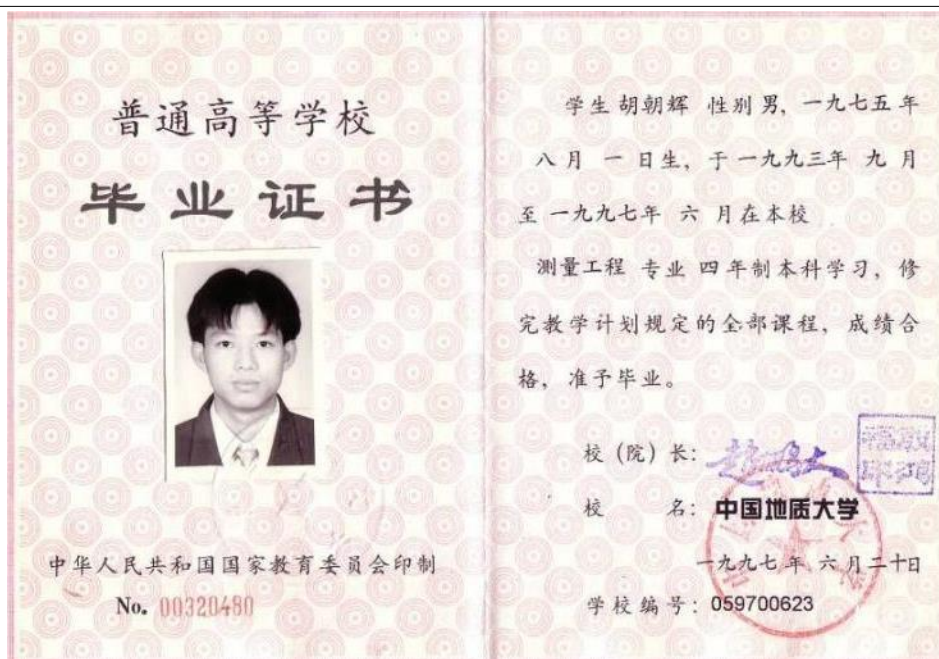 普通高等学校
毕业证书
中华人民共和国国家教育委员会印制
No. 00320480
学生 胡朝辉 性别 男, 一九七五年
八月 一 日生, 于 一九九三年 九 月
至 一九九七年 六 月在本校
测量工程 专业 四 年制本科学习, 修
完教学计划规定的全部课程, 成绩合
格, 准予毕业。
校 (院) 长:
校 名: 中国地质大学
一九九七 年 六 月二十日
学校编号: 059700623